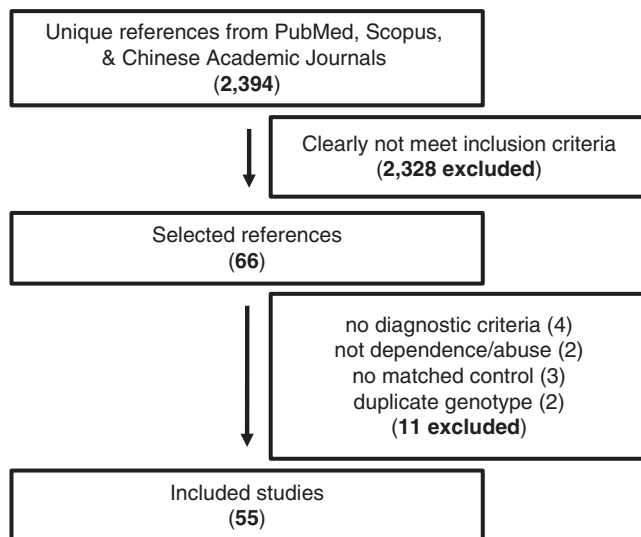 Unique references from PubMed, Scopus,
& Chinese Academic Journals
(2,394)
Clearly not meet inclusion criteria
(2,328 excluded)
Selected references
(66)
no diagnostic criteria (4)
not dependence/abuse (2)
no matched control (3)
duplicate genotype (2)
(11 excluded)
Included studies
(55)